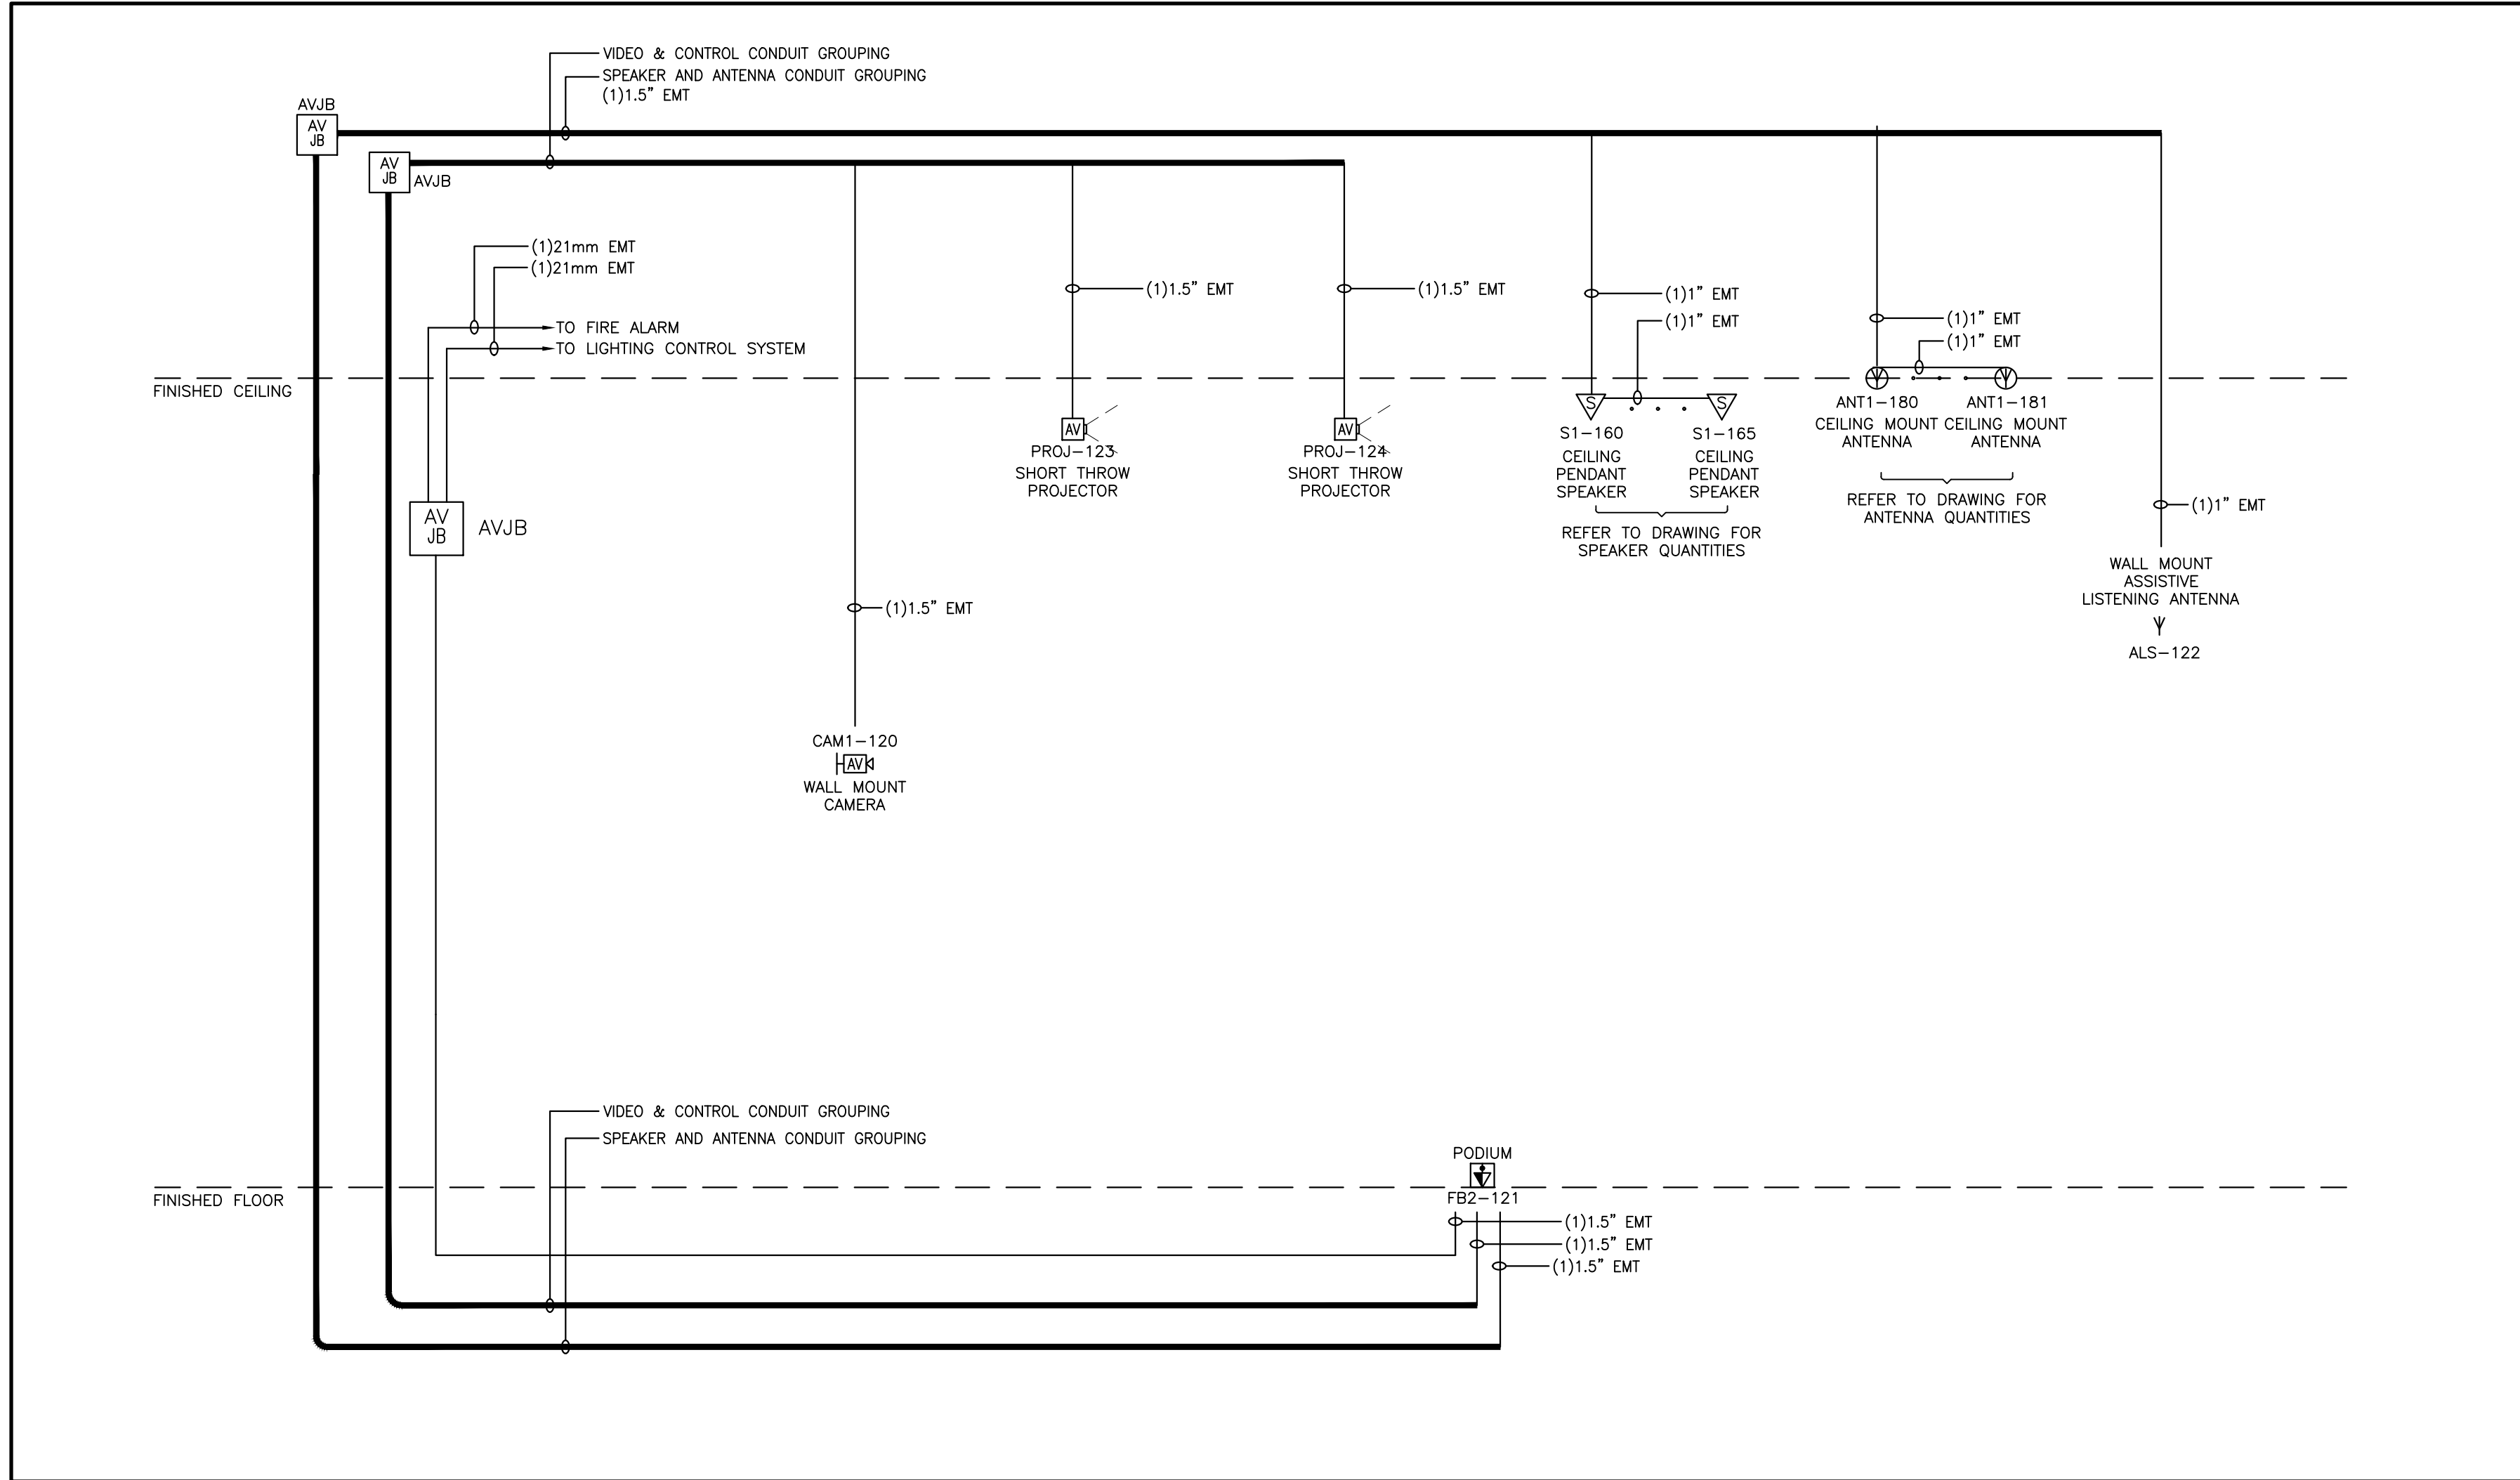 VIDEO & CONTROL CONDUIT GROUPING
SPEAKER AND ANTENNA CONDUIT GROUPING
(1)1.5" EMT
AVJB
AV
JB
AV
JB
AVJB
(1)21mm EMT
(1)21mm EMT
TO FIRE ALARM
TO LIGHTING CONTROL SYSTEM
(1)1.5" EMT
(1)1.5" EMT
(1)1" EMT
(1)1" EMT
(1)1" EMT
(1)1" EMT
FINISHED CEILING
AV
PROJ-123
SHORT THROW
PROJECTOR
AV
PROJ-124
SHORT THROW
PROJECTOR
S
S1-160
CEILING
PENDANT
SPEAKER
S
S1-165
CEILING
PENDANT
SPEAKER
REFER TO DRAWING FOR
SPEAKER QUANTITIES
ANT1-180
CEILING MOUNT
ANTENNA
ANT1-181
CEILING MOUNT
ANTENNA
REFER TO DRAWING FOR
ANTENNA QUANTITIES
(1)1" EMT
WALL MOUNT
ASSISTIVE
LISTENING ANTENNA
ALS-122
AV
JB
AVJB
(1)1.5" EMT
CAM1-120
AV
WALL MOUNT
CAMERA
VIDEO & CONTROL CONDUIT GROUPING
SPEAKER AND ANTENNA CONDUIT GROUPING
PODIUM
FINISHED FLOOR
FB2-121
(1)1.5" EMT
(1)1.5" EMT
(1)1.5" EMT